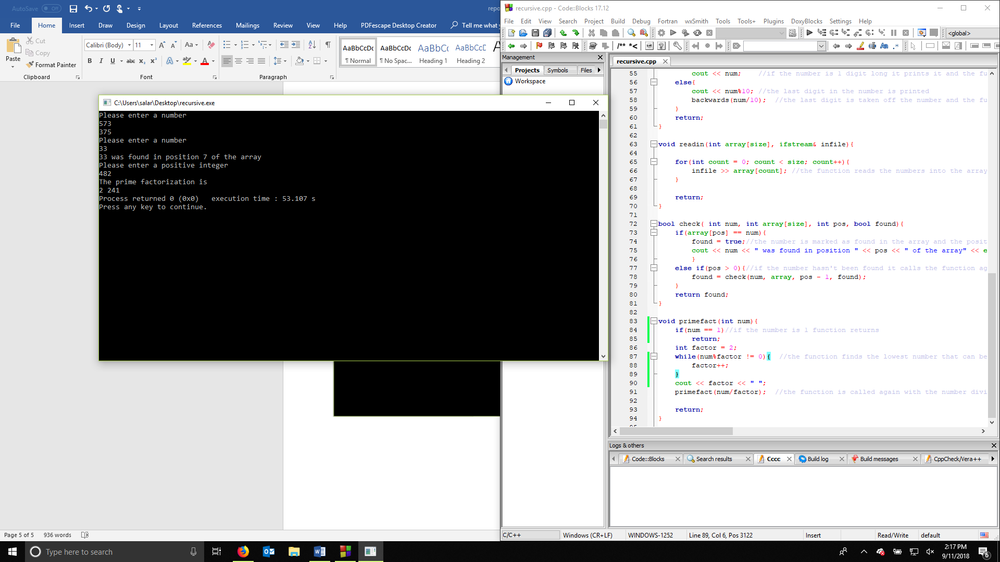 AutoSave Off
repo
File Home Insert Draw Design Layout References Mailings Review View Help PDFescape Desktop Creator Tell me what
Paste
Cut
Copy
Format Painter
Clipboard
Calibri (Body) 11
Font
Paragraph
AaBbCcDc AaBbCcDc AaBbCc AaBbCcD
¶ Normal ¶ No Spac... Heading 1 Heading 2
C:\Users\salar\Desktop\recursive.exe
Please enter a number
573
375
Please enter a number
33
33 was found in position 7 of the array
Please enter a positive integer
482
The prime factorization is
2 241
Process returned 0 (0x0)   execution time : 53.107 s
Press any key to continue.
Page 5 of 5 936 words
recursive.cpp - Code::Blocks 17.12
File Edit View Search Project Build Debug Fortran wxSmith Tools Tools+ Plugins DoxyBlocks Settings Help
<global>
Management
Projects Symbols Files
Workspace
recursive.cpp
55 cout << num;    //if the number is 1 digit long it prints it and the fu
56 else{
57 cout << num%10; //the last digit in the number is printed
58 backwards(num/10);  //the last digit is taken off the number and the fu
59 }
60 return;
61 }
62
63 void readin(int array[size], ifstream& infile){
64
65 for(int count = 0; count < size; count++){
66 infile >> array[count]; //the function reads the numbers into the array
67 }
68
69 return;
70 }
71
72 bool check( int num, int array[size], int pos, bool found){
73 if(array[pos] == num){
74 found = true;//the number is marked as found in the array and the posit
75 cout << num << " was found in position " << pos << " of the array" << e
76 }
77 else if(pos > 0){//if the number hasn't been found it calls the function ag
78 found = check(num, array, pos - 1, found);
79 }
80 return found;
81 }
82
83 void primefact(int num){
84 if(num == 1)//if the number is 1 function returns
85 return;
86 int factor = 2;
87 while(num%factor != 0){  //the function finds the lowest number that can be
88 factor++;
89 }
90 cout << factor << " ";
91 primefact(num/factor);  //the function is called again with the number divi
92
93 return;
94 }
Logs & others
Code::Blocks Search results Cccc Build log Build messages CppCheck/Vera++
C/C++ Windows (CR+LF) WINDOWS-1252 Line 89, Col 6, Pos 3122 Insert Read/Write default
Type here to search
2:17 PM
9/11/2018
6